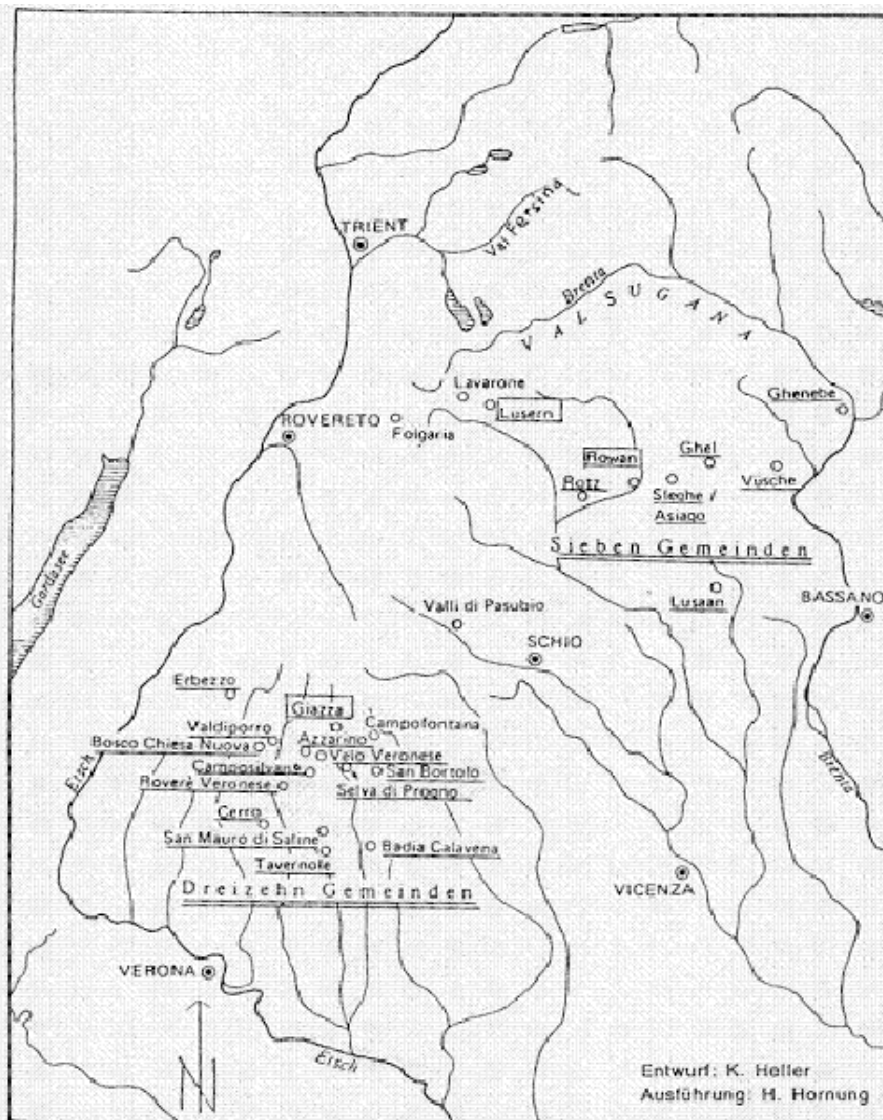 TRIENT
Val Fersina
Brenta
VALSUGANA
Lavarone
Lusern
Ghenebe
ROVERETO
Folgaria
Ghel
Rowan
Rotz
Vüsche
Sleghe /
Asiago
Sieben Gemeinden
Gardasee
Lusaan
BASSANO
Valli di Pasubio
SCHIO
Erbezzo
Giazza
Campofontana
Valdiporro
Azzarino
Bosco Chiesa Nuova
Velo Veronese
Camposilvano
San Bortolo
Etsch
Roverè Veronese
Selva di Progno
Brenta
Cerro
San Mauro di Saline
Badia Calavena
Tavernolle
VICENZA
Dreizehn Gemeinden
VERONA
N
Etsch
Entwurf: K. Heller
Ausführung: H. Hornung